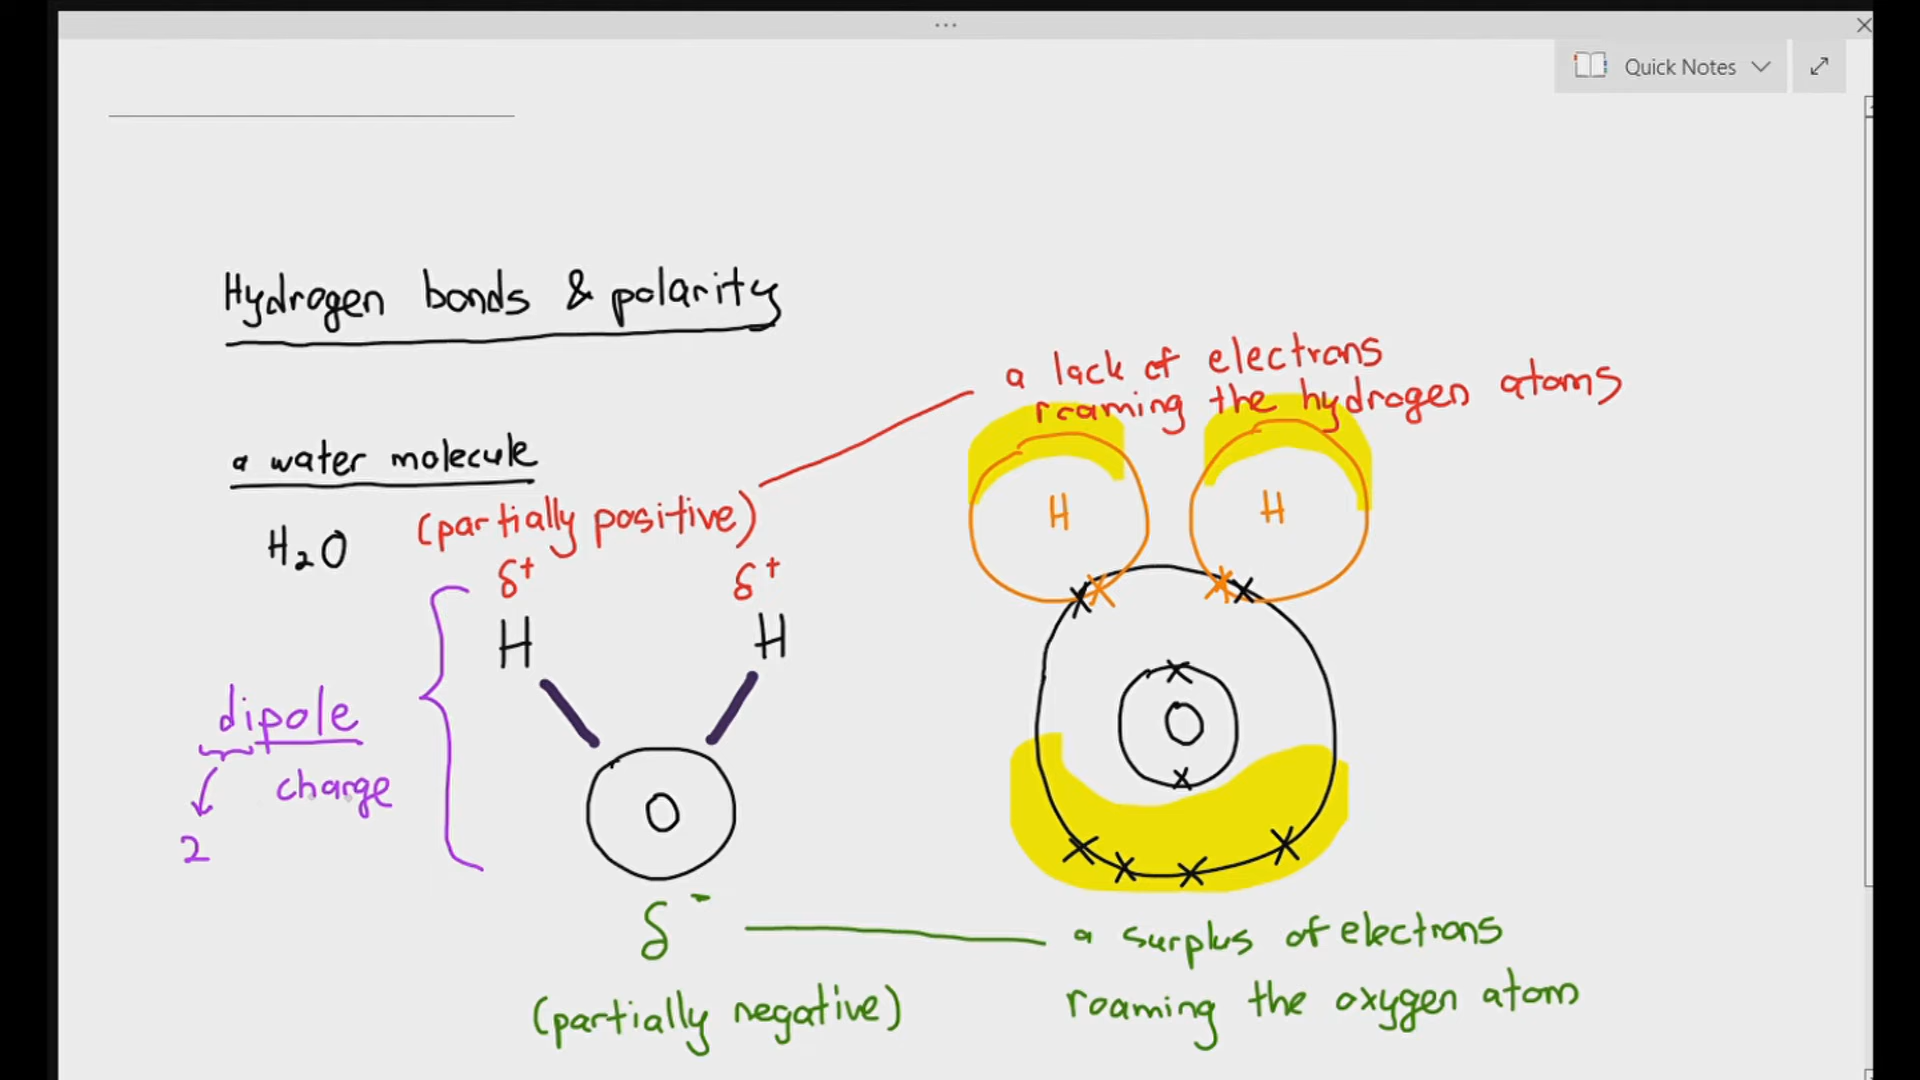 Quick Notes
Hydrogen bonds & polarity
a lack of electrons
roaming the hydrogen atoms
a water molecule
H₂O
(partially positive)
δ⁺ δ⁺
H H
H H
dipole
charge
2
O
O
δ⁻
a surplus of electrons
roaming the oxygen atom
(partially negative)